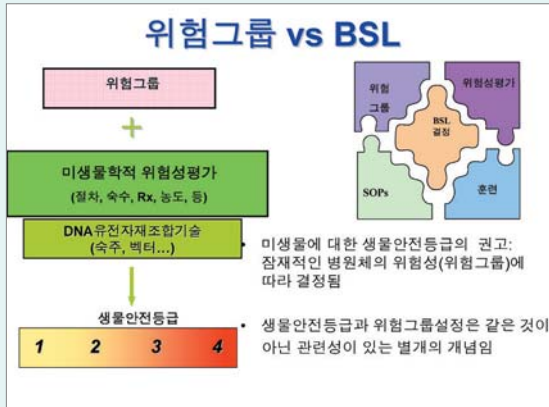 위험그룹 vs BSL
위험그룹
+
미생물학적 위험성평가
(절차, 숙수, Rx, 농도, 등)
DNA유전자재조합기술
(숙주, 벡터...)
생물안전등급
1 2 3 4
위험
그룹
위험성평가
BSL
결정
SOPs
훈련
• 미생물에 대한 생물안전등급의 권고:
잠재적인 병원체의 위험성(위험그룹)에
따라 결정됨
• 생물안전등급과 위험그룹설정은 같은 것이
아닌 관련성이 있는 별개의 개념임